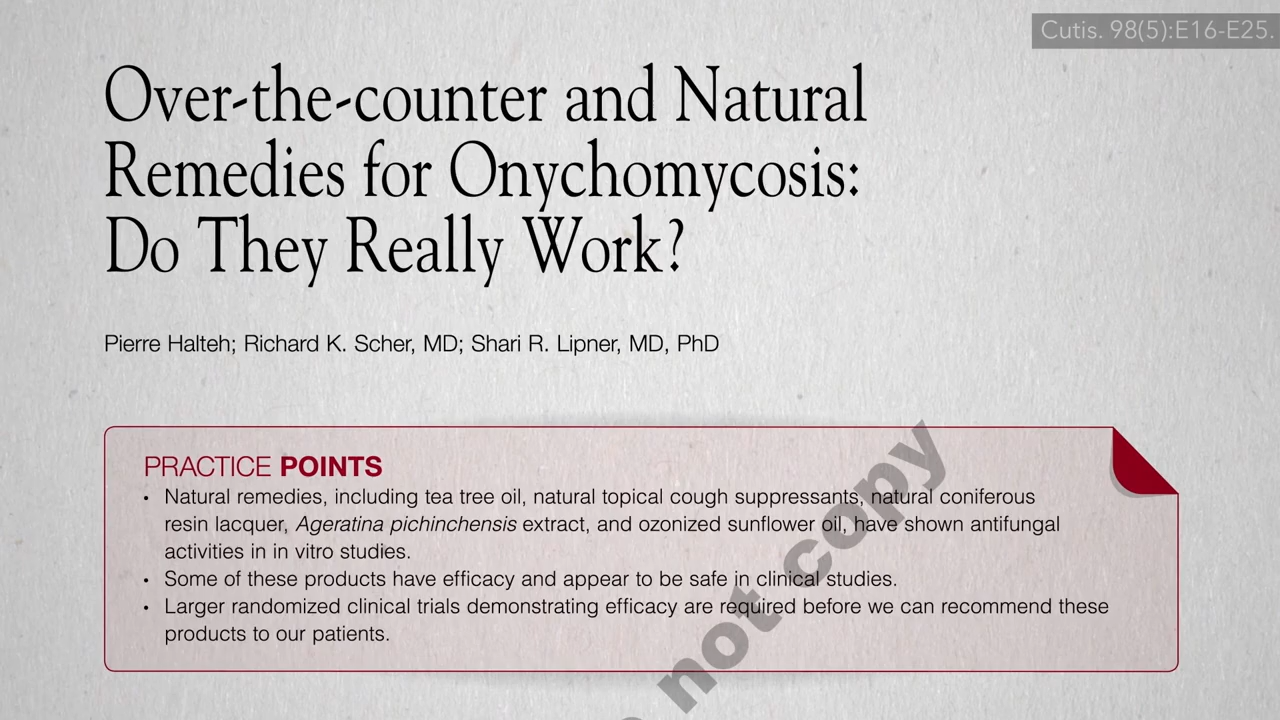 Cutis. 98(5):E16-E25.
Over-the-counter and Natural
Remedies for Onychomycosis:
Do They Really Work?
Pierre Halteh; Richard K. Scher, MD; Shari R. Lipner, MD, PhD
PRACTICE POINTS
• Natural remedies, including tea tree oil, natural topical cough suppressants, natural coniferous
resin lacquer, Ageratina pichinchensis extract, and ozonized sunflower oil, have shown antifungal
activities in in vitro studies.
• Some of these products have efficacy and appear to be safe in clinical studies.
• Larger randomized clinical trials demonstrating efficacy are required before we can recommend these
products to our patients.
not copy